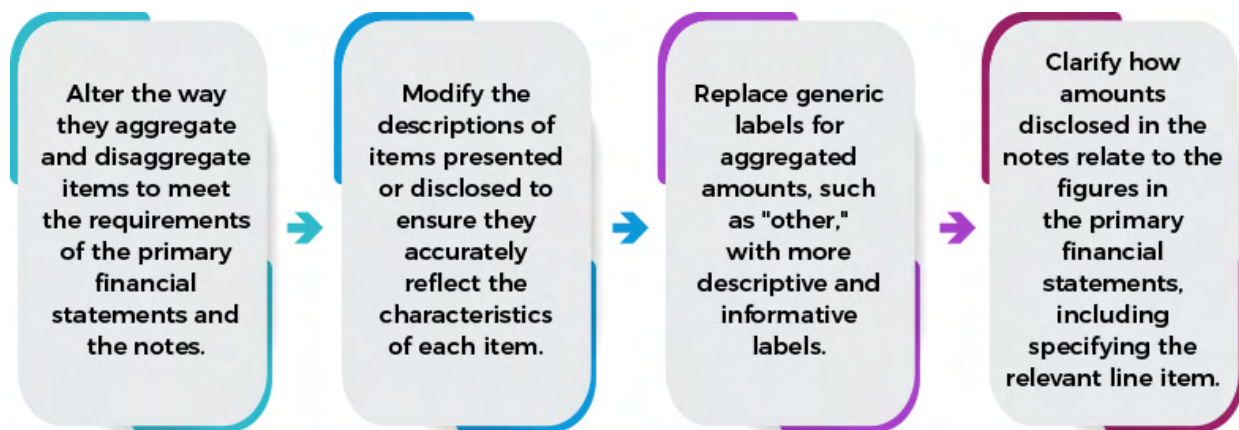 Alter the way
they aggregate
and disaggregate
items to meet
the requirements
of the primary
financial
statements and
the notes.
Modify the
descriptions of
items presented
or disclosed to
ensure they
accurately
reflect the
characteristics
of each item.
Replace generic
labels for
aggregated
amounts, such
as "other,"
with more
descriptive and
informative
labels.
Clarify how
amounts
disclosed in the
notes relate to the
figures in
the primary
financial
statements,
including
specifying the
relevant line item.